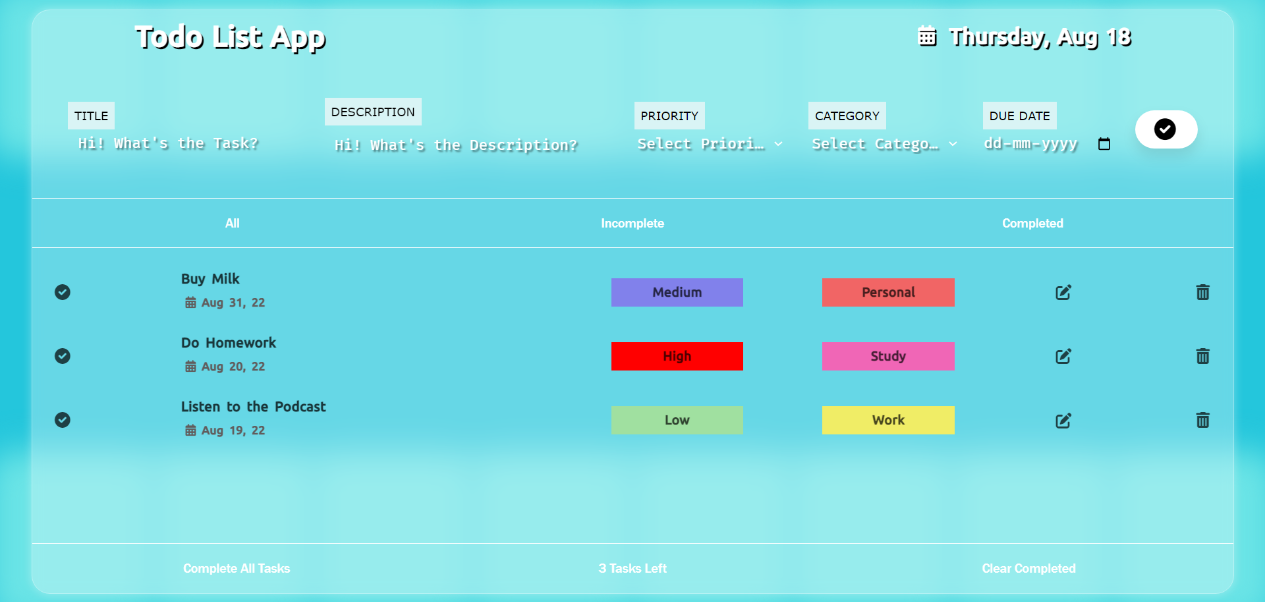 Todo List App
Thursday, Aug 18
TITLE
DESCRIPTION
PRIORITY
CATEGORY
DUE DATE
Hi! What's the Task?
Hi! What's the Description?
Select Priori…
Select Catego…
dd-mm-yyyy
All
Incomplete
Completed
Buy Milk
Aug 31, 22
Medium
Personal
Do Homework
Aug 20, 22
High
Study
Listen to the Podcast
Aug 19, 22
Low
Work
Complete All Tasks
3 Tasks Left
Clear Completed